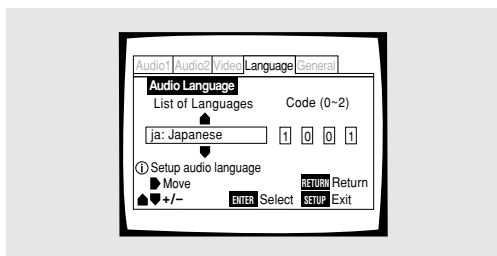 Audio1 Audio2 Video Language General
Audio Language
List of Languages Code (0~2)
ja: Japanese 1 0 0 1
Setup audio language
Move RETURN Return
+/− ENTER Select SETUP Exit